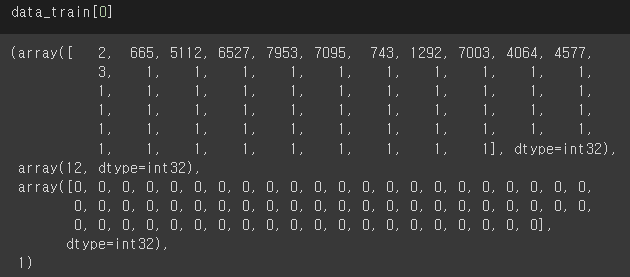 data_train[0]
(array([   2,  665, 5112, 6527, 7953, 7095,  743, 1292, 7003, 4064, 4577,
3,    1,    1,    1,    1,    1,    1,    1,    1,    1,    1,
1,    1,    1,    1,    1,    1,    1,    1,    1,    1,    1,
1,    1,    1,    1,    1,    1,    1,    1,    1,    1,    1,
1,    1,    1,    1,    1,    1,    1,    1,    1,    1,    1,
1,    1,    1,    1,    1,    1,    1,    1,    1], dtype=int32),
array(12, dtype=int32),
array([0, 0, 0, 0, 0, 0, 0, 0, 0, 0, 0, 0, 0, 0, 0, 0, 0, 0, 0, 0, 0, 0,
0, 0, 0, 0, 0, 0, 0, 0, 0, 0, 0, 0, 0, 0, 0, 0, 0, 0, 0, 0, 0, 0,
0, 0, 0, 0, 0, 0, 0, 0, 0, 0, 0, 0, 0, 0, 0, 0, 0, 0, 0, 0],
dtype=int32),
1)